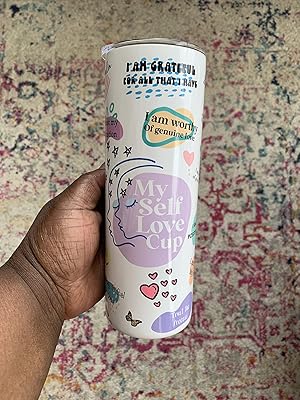 I AM GRATEFUL
FOR ALL THAT I HAVE
I am worthy
Of genuine love
My
Self
Love
Cup